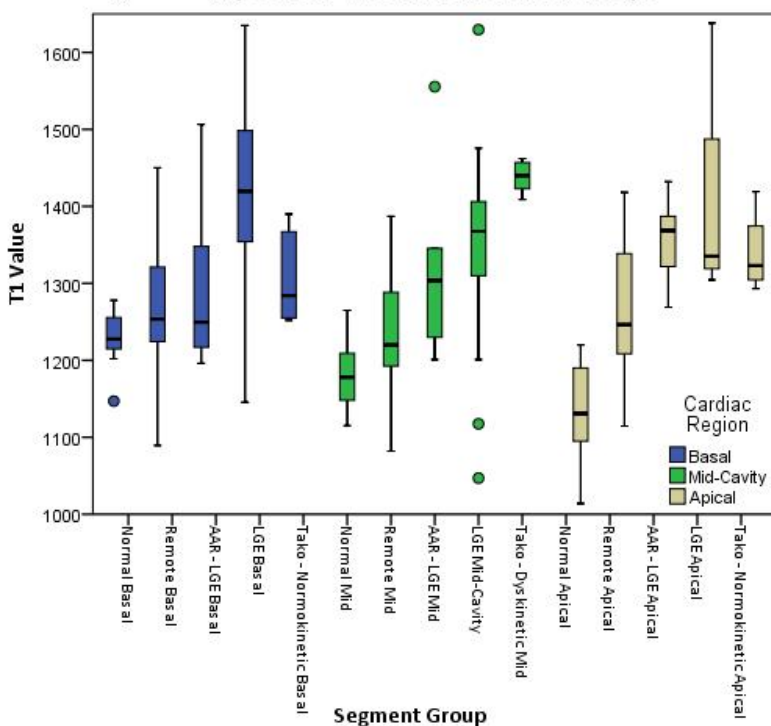 1600
1500
1400
1300
1200
1100
1000
T1 Value
Cardiac
Region
Basal
Mid-Cavity
Apical
Normal Basal
Remote Basal
AAR - LGE Basal
LGE Basal
Tako - Normokinetic Basal
Normal Mid
Remote Mid
AAR - LGE Mid
LGE Mid-Cavity
Tako - Dyskinetic Mid
Normal Apical
Remote Apical
AAR - LGE Apical
LGE Apical
Tako - Normokinetic Apical
Segment Group